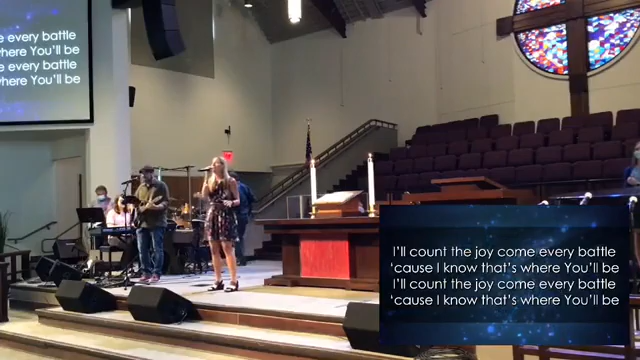 e every battle
where You'll be
e every battle
where You'll be
I'll count the joy come every battle
'cause I know that's where You'll be
I'll count the joy come every battle
'cause I know that's where You'll be